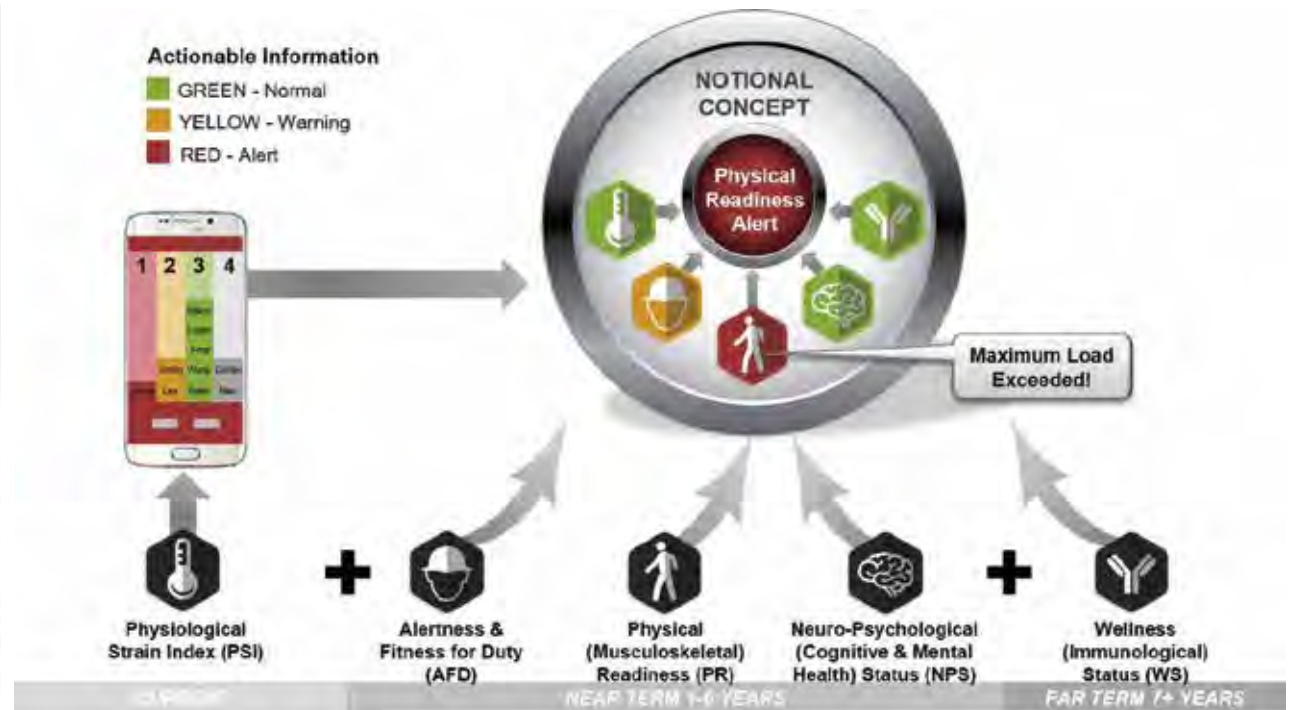 Actionable Information
GREEN - Normal
YELLOW - Warning
RED - Alert
NOTIONAL
CONCEPT
Physical
Readiness
Alert
1 2 3 4
Maximum Load
Exceeded!
Physiological
Strain Index (PSI)
Alertness &
Fitness for Duty
(AFD)
Physical
(Musculoskeletal)
Readiness (PR)
Neuro-Psychological
(Cognitive & Mental
Health) Status (NPS)
Wellness
(Immunological)
Status (WS)
CURRENT
NEAR TERM 1-6 YEARS
FAR TERM 7+ YEARS